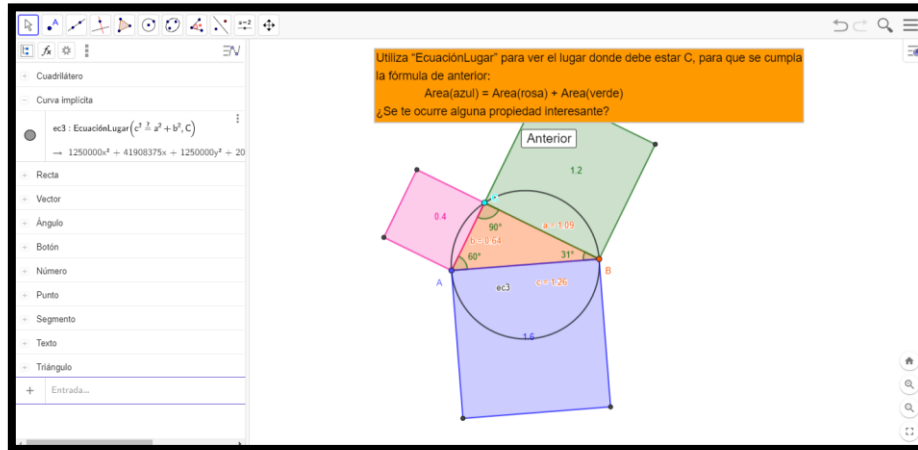 a=2
Utiliza “EcuaciónLugar” para ver el lugar donde debe estar C, para que se cumpla
la fórmula de anterior:
Area(azul) = Area(rosa) + Area(verde)
¿Se te ocurre alguna propiedad interesante?
Anterior
Cuadrilátero
Curva implícita
ec3 : EcuaciónLugar(c² ≟ a² + b², C)
→ 1250000x² + 41908375x + 1250000y² + 20
Recta
Vector
Ángulo
Botón
Número
Punto
Segmento
Texto
Triángulo
Entrada...
1.2
0.4
90°
a = 1.09
b = 0.64
60°
31°
A
B
ec3
c = 1.26
1.6